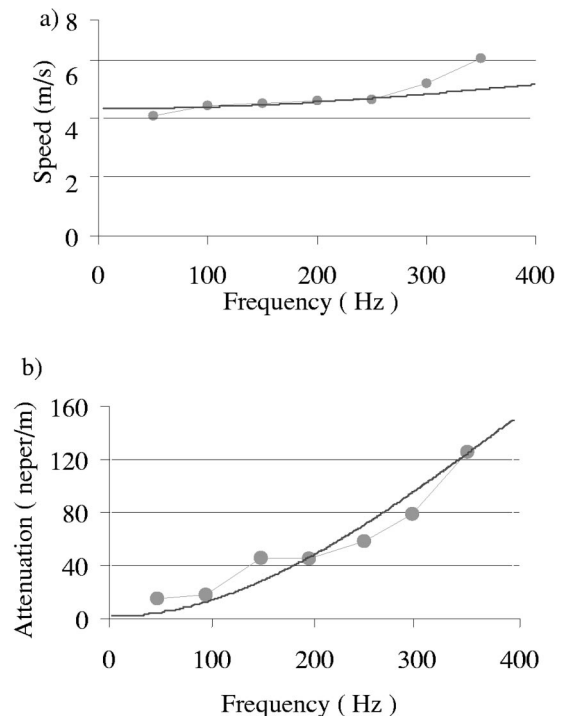 a)
8
6
4
2
0
Speed (m/s)
0 100 200 300 400
Frequency ( Hz )
b)
160
120
80
40
0
Attenuation ( neper/m)
0 100 200 300 400
Frequency ( Hz )